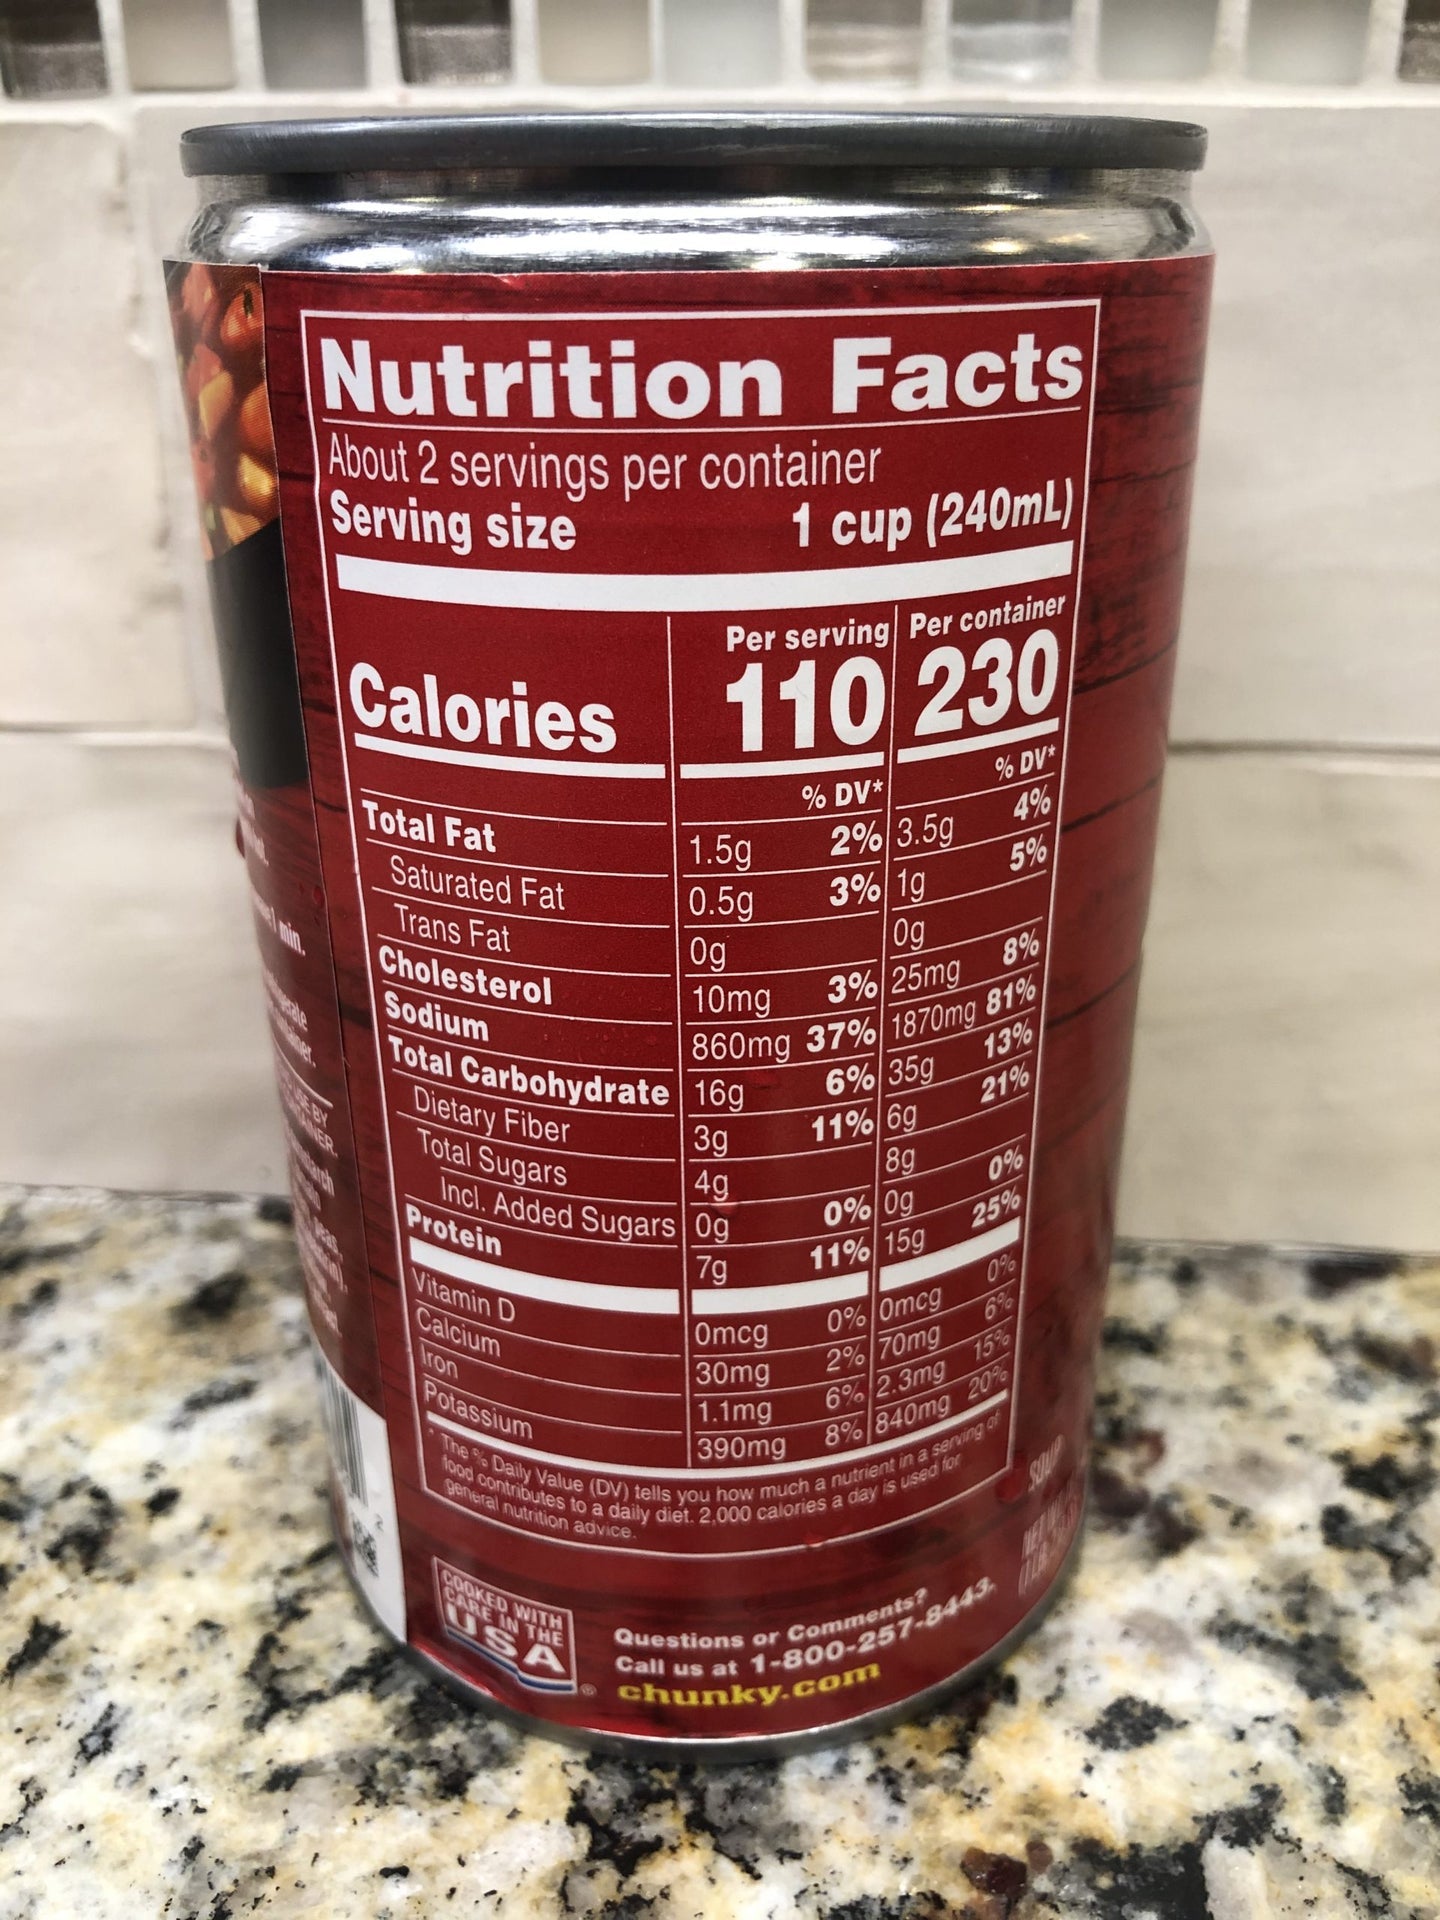 Nutrition Facts
About 2 servings per container
Serving size 1 cup (240mL)
Per serving Per container
Calories 110 230
% DV* % DV*
Total Fat 1.5g 2% 3.5g 4%
Saturated Fat 0.5g 3% 1g 5%
Trans Fat 0g 0g
Cholesterol 10mg 3% 25mg 8%
Sodium 860mg 37% 1870mg 81%
Total Carbohydrate 16g 6% 35g 13%
Dietary Fiber 3g 11% 6g 21%
Total Sugars 4g 8g
Incl. Added Sugars 0g 0% 0g 0%
Protein 7g 11% 15g 25%
Vitamin D 0mcg 0% 0mcg 0%
Calcium 30mg 2% 70mg 6%
Iron 1.1mg 6% 2.3mg 15%
Potassium 390mg 8% 840mg 20%
* The % Daily Value (DV) tells you how much a nutrient in a serving of
food contributes to a daily diet. 2,000 calories a day is used for
general nutrition advice.
COOKED WITH
CARE IN THE
USA
®
Questions or Comments?
Call us at 1-800-257-8443.
chunky.com
min.
SOUP